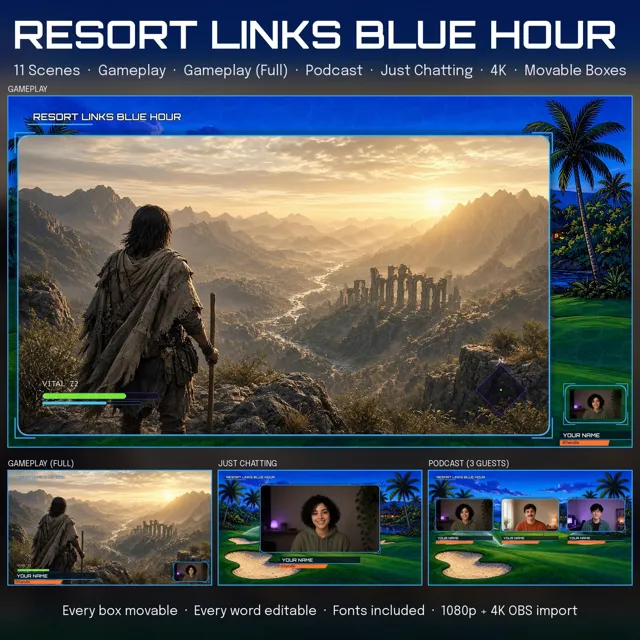 RESORT LINKS BLUE HOUR
11 Scenes · Gameplay · Gameplay (Full) · Podcast · Just Chatting · 4K · Movable Boxes
GAMEPLAY
RESORT LINKS BLUE HOUR
VITAL 72
YOUR NAME
GAMEPLAY (FULL)
JUST CHATTING
PODCAST (3 GUESTS)
RESORT LINKS BLUE HOUR
RESORT LINKS BLUE HOUR
YOUR NAME
YOUR NAME
YOUR NAME
YOUR NAME
YOUR NAME
Every box movable · Every word editable · Fonts included · 1080p + 4K OBS import